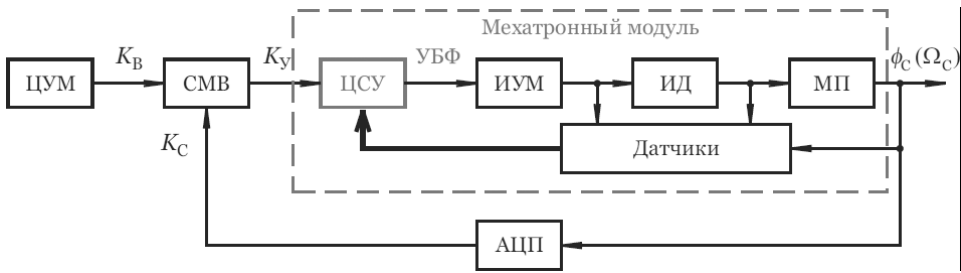 Мехатронный модуль
K_В K_У УБФ ϕ_С (Ω_С)
ЦУМ СМВ ЦСУ ИУМ ИД МП
K_С
Датчики
АЦП